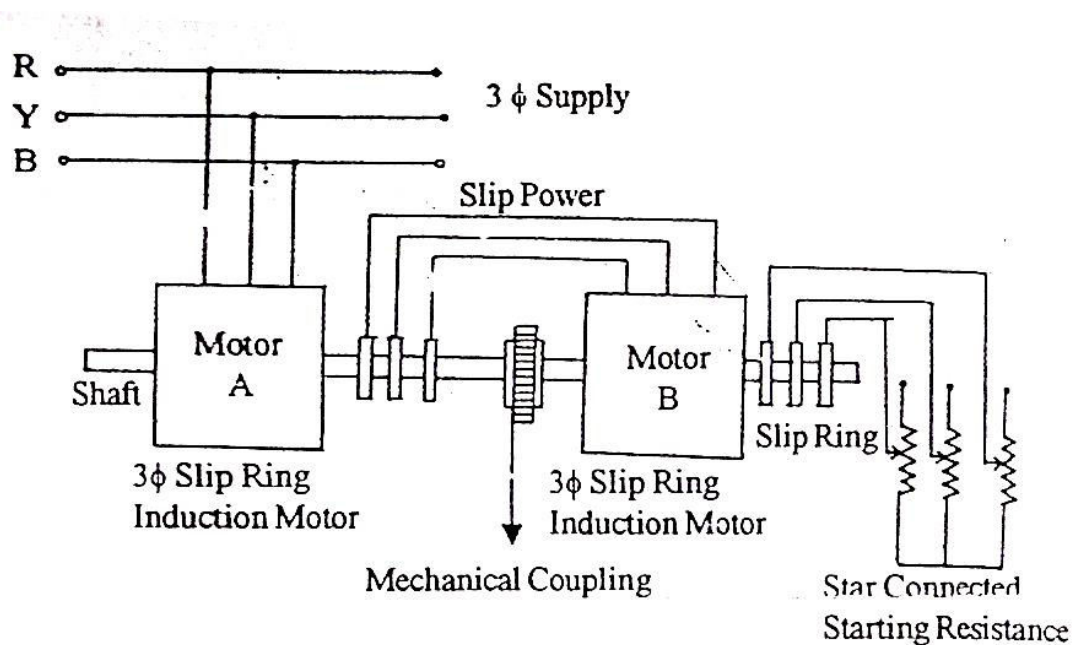 R
Y
B
3 ϕ Supply
Slip Power
Motor
A
Motor
B
Shaft
Slip Ring
3ϕ Slip Ring
Induction Motor
3ϕ Slip Ring
Induction Motor
Mechanical Coupling
Star Connected
Starting Resistance